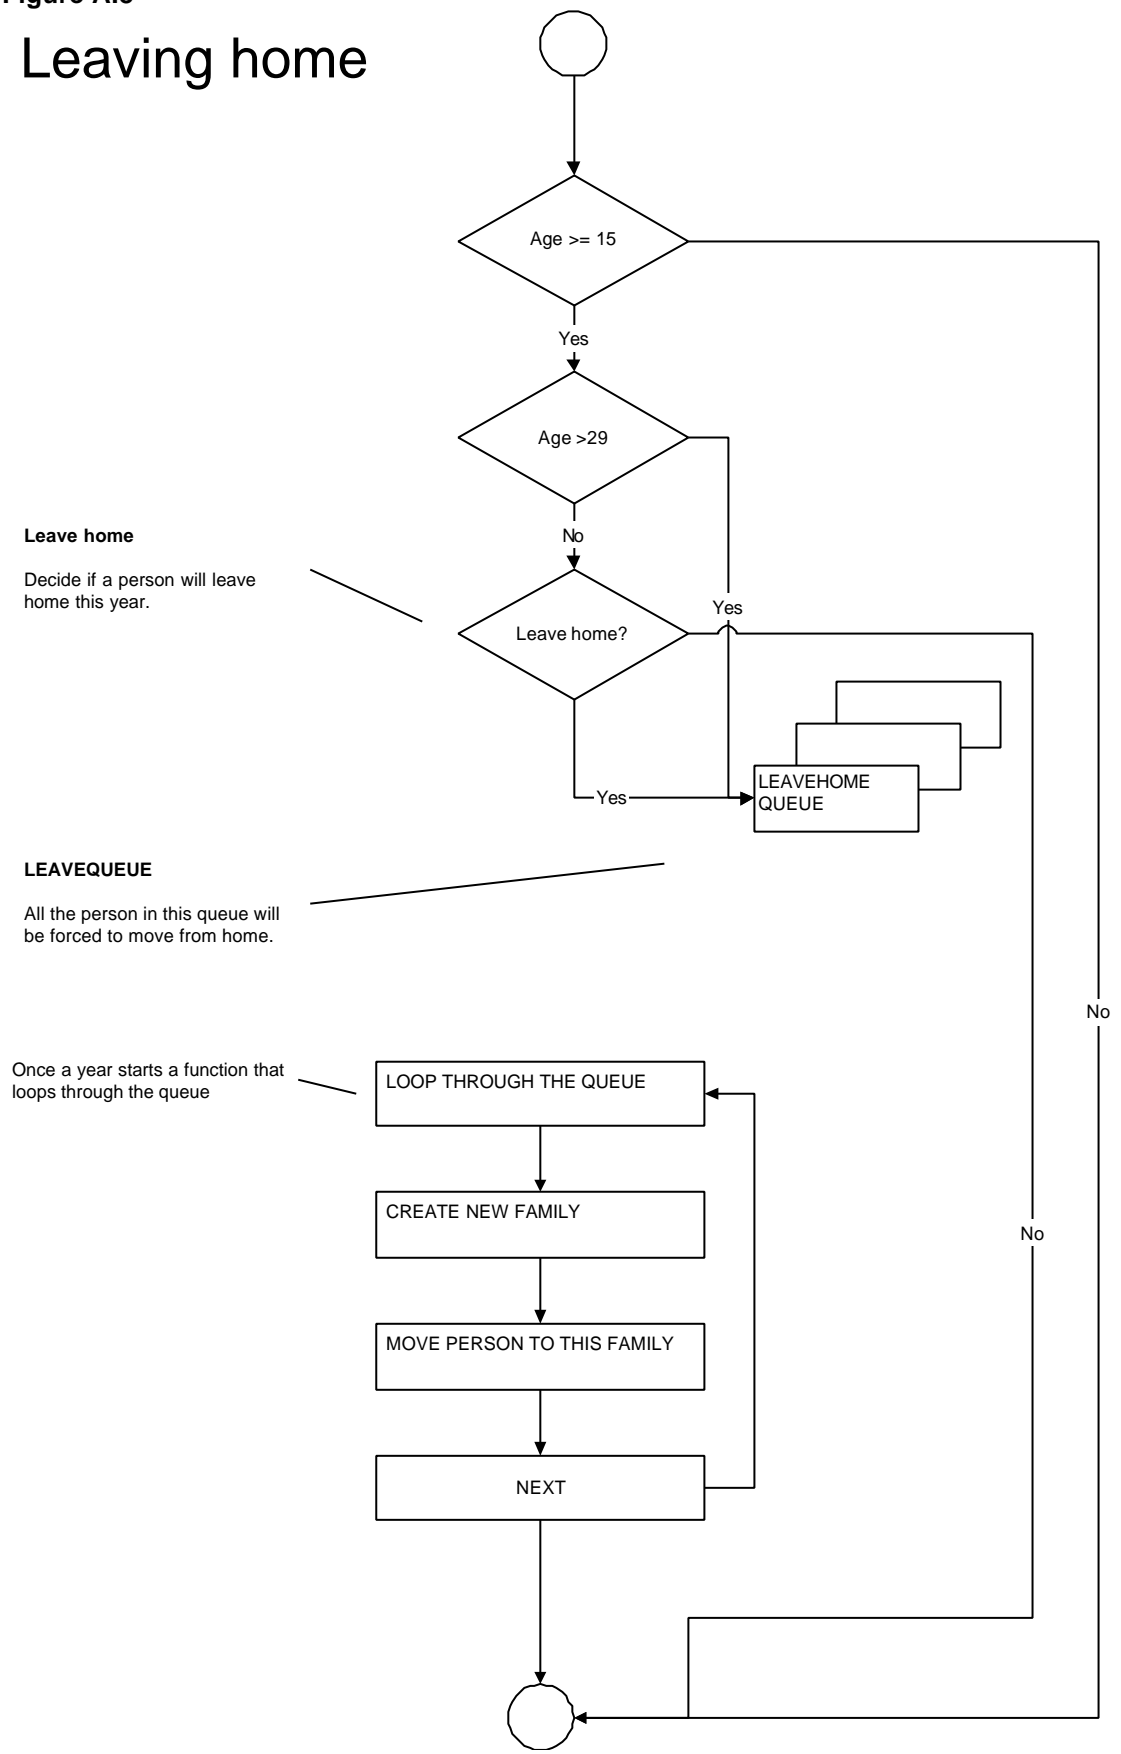 Leaving home
Age >= 15
Yes
Age >29
No
Leave home
Decide if a person will leave
home this year.
Yes
Leave home?
LEAVEHOME
QUEUE
Yes
LEAVEQUEUE
All the person in this queue will
be forced to move from home.
No
Once a year starts a function that
loops through the queue
LOOP THROUGH THE QUEUE
CREATE NEW FAMILY
No
MOVE PERSON TO THIS FAMILY
NEXT